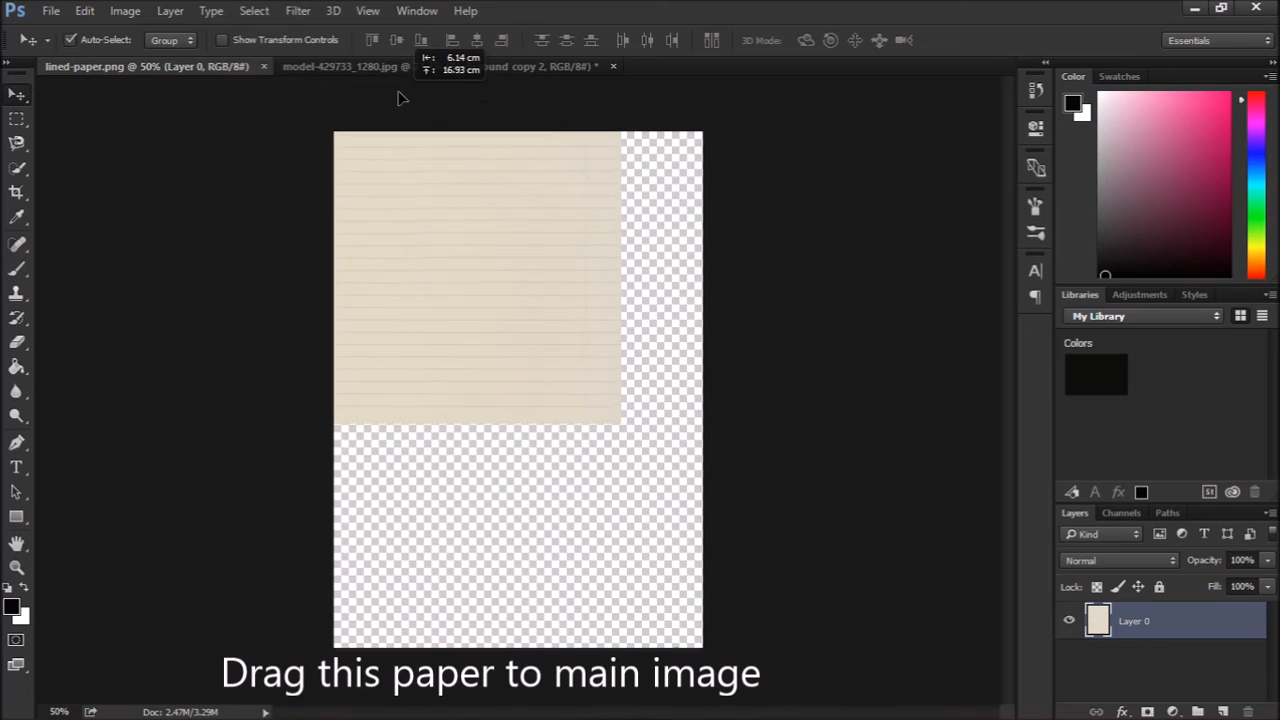 Ps File Edit Image Layer Type Select Filter 3D View Window Help
Auto-Select: Group Show Transform Controls 3D Mode: Essentials
6.14 cm
16.93 cm
lined-paper.png @ 50% (Layer 0, RGB/8#) × model-429733_1280.jpg @ ound copy 2, RGB/8#) * ×
Color Swatches
Libraries Adjustments Styles
My Library
Colors
Layers Channels Paths
Kind
Normal Opacity: 100%
Lock: Fill: 100%
Layer 0
Drag this paper to main image
50% Doc: 2.47M/3.29M